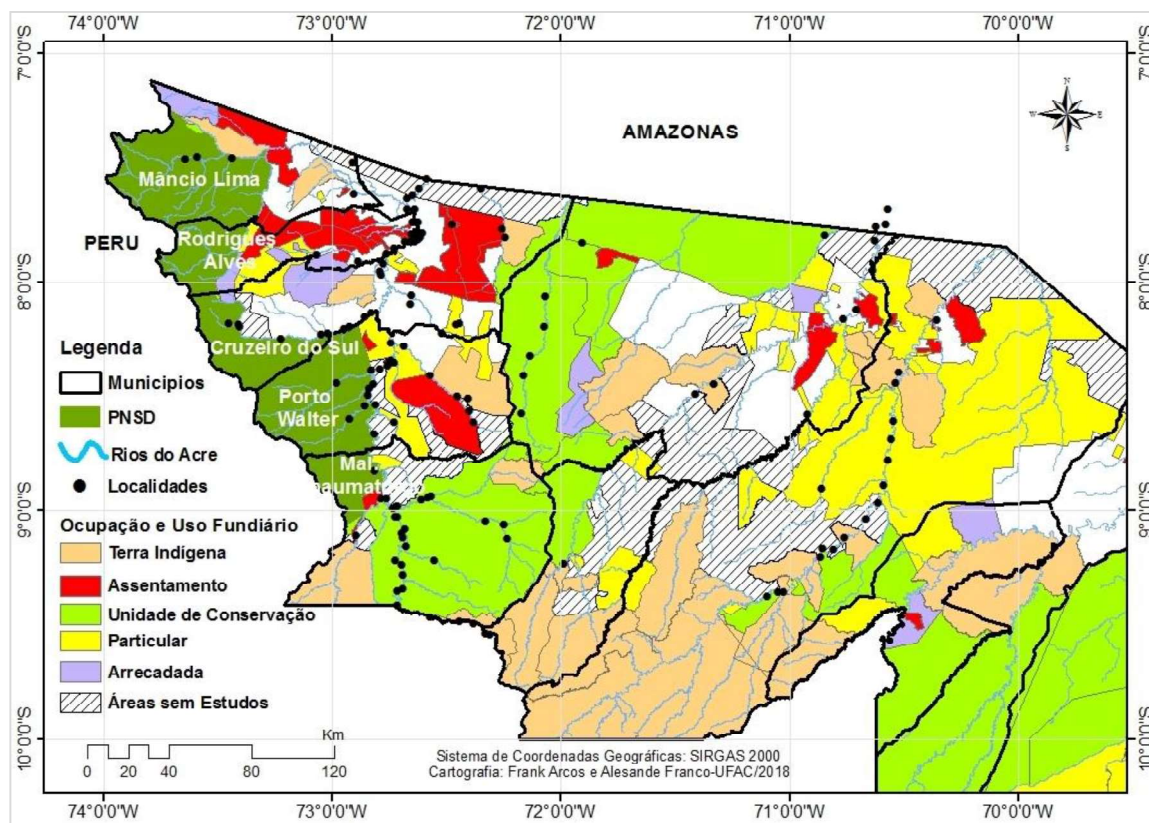 74°0'0"W 73°0'0"W 72°0'0"W 71°0'0"W 70°0'0"W
7°0'0"S 7°0'0"S
AMAZONAS
N
W E
S
Mâncio Lima
PERU
Rodrigues
Alves
8°0'0"S 8°0'0"S
Cruzeiro do Sul
Porto
Walter
Mal.
9°0'0"S 9°0'0"S
Legenda
Municipios
PNSD
Rios do Acre
Localidades
Ocupação e Uso Fundiário
Terra Indígena
Assentamento
Unidade de Conservação
Particular
Arrecadada
Áreas sem Estudos
Km
0 20 40 80 120
Sistema de Coordenadas Geográficas: SIRGAS 2000
Cartografia: Frank Arcos e Alesande Franco-UFAC/2018
10°0'0"S 10°0'0"S
74°0'0"W 73°0'0"W 72°0'0"W 71°0'0"W 70°0'0"W